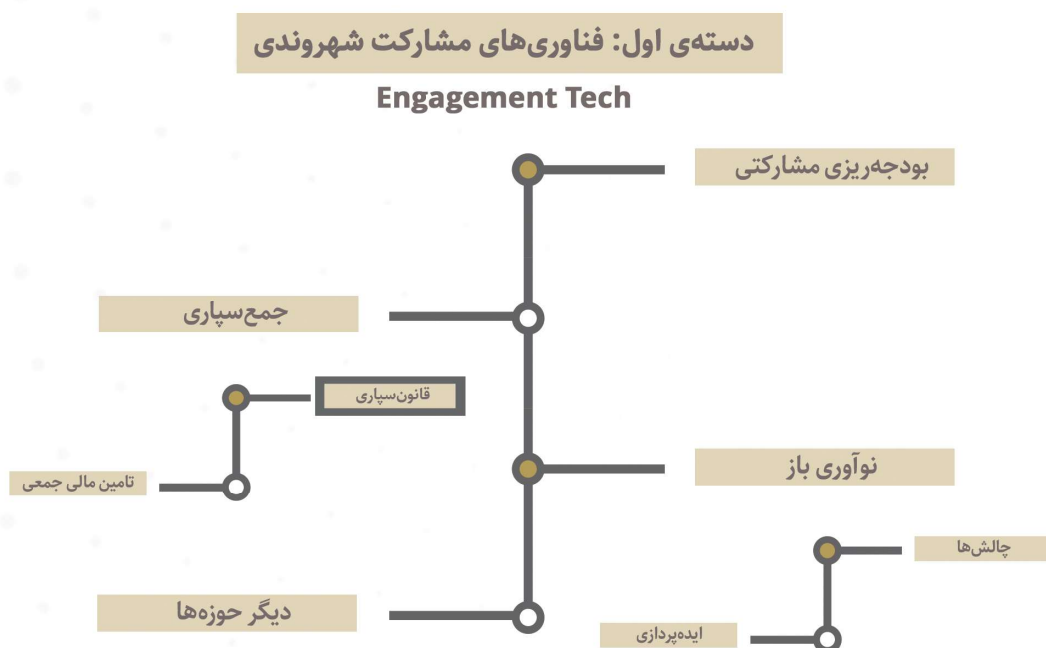 دسته‌ی اول: فناوری‌های مشارکت شهروندی
Engagement Tech
بودجه‌ریزی مشارکتی
جمع‌سپاری
قانون‌سپاری
تامین مالی جمعی
نوآوری باز
چالش‌ها
ایده‌پردازی
دیگر حوزه‌ها